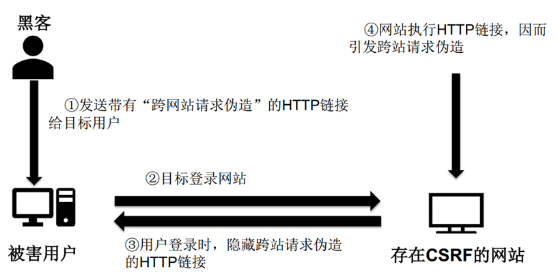 黑客
④网站执行HTTP链接，因而
引发跨站请求伪造
①发送带有“跨网站请求伪造”的HTTP链接
给目标用户
②目标登录网站
③用户登录时，隐藏跨站请求伪造
的HTTP链接
被害用户
存在CSRF的网站